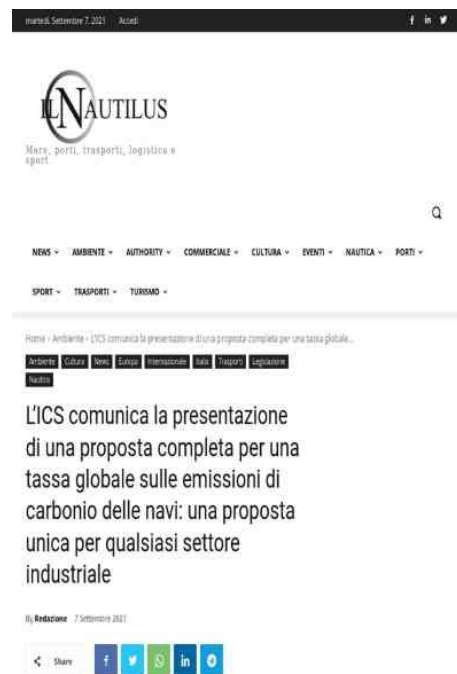 martedì, Settembre 7, 2021 Accedi
IL NAUTILUS
Mare, porti, trasporti, logistica e
sport
NEWS AMBIENTE AUTHORITY COMMERCIALE CULTURA EVENTI NAUTICA PORTI
SPORT TRASPORTI TURISMO
Home › Ambiente › L'ICS comunica la presentazione di una proposta completa per una tassa globale...
Ambiente Cultura News Europa Internazionale Italia Trasporti Legislazione
Nautico
L'ICS comunica la presentazione
di una proposta completa per una
tassa globale sulle emissioni di
carbonio delle navi: una proposta
unica per qualsiasi settore
industriale
By Redazione 7 Settembre 2021
Share